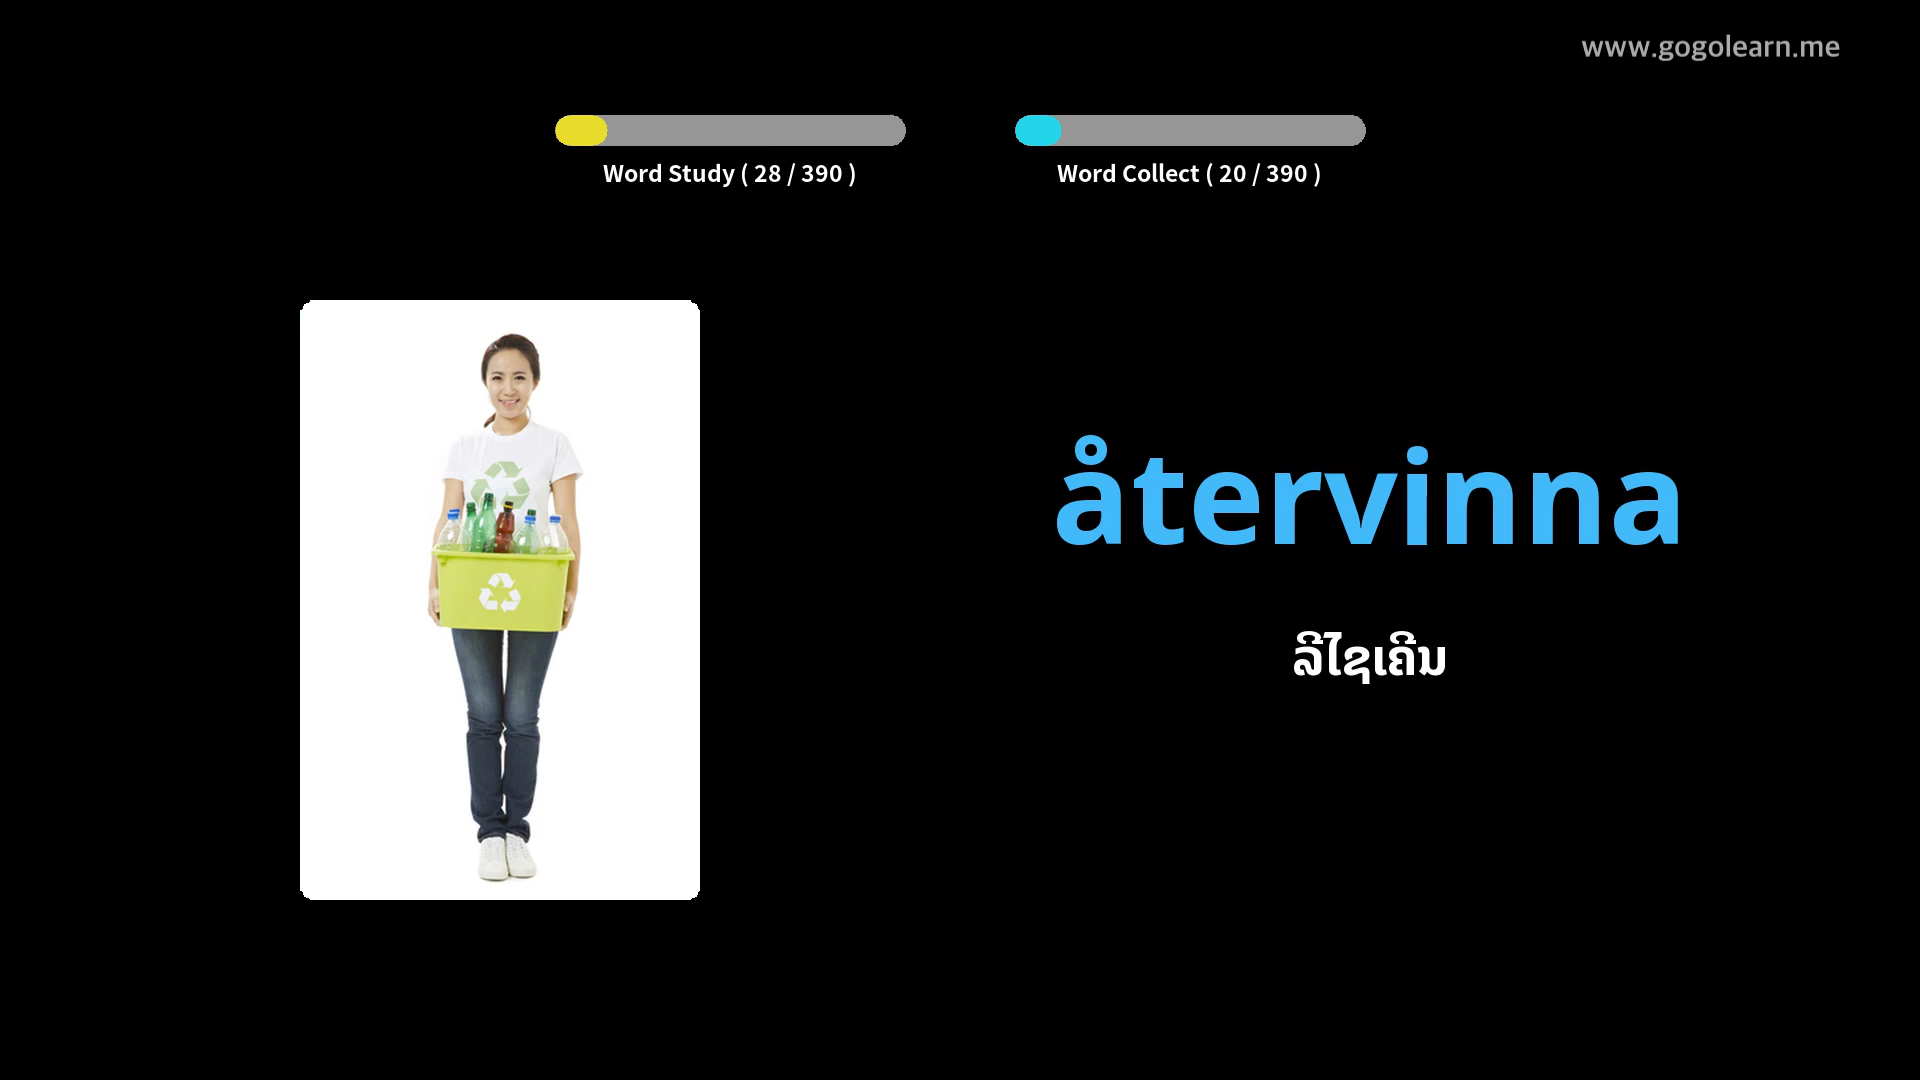 www.gogolearn.me
Word Study ( 28 / 390 )
Word Collect ( 20 / 390 )
återvinna
ລີໄຊເຄີນ